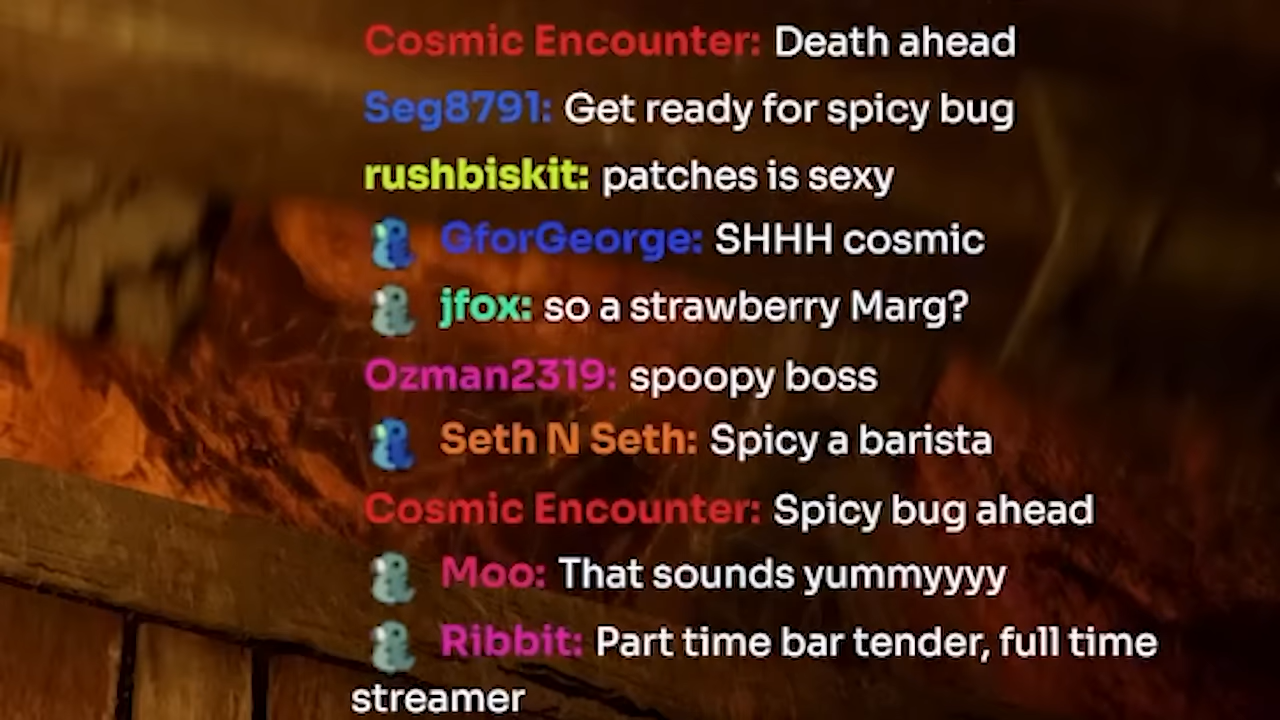 Cosmic Encounter: Death ahead
Seg8791: Get ready for spicy bug
rushbiskit: patches is sexy
GforGeorge: SHHH cosmic
jfox: so a strawberry Marg?
Ozman2319: spoopy boss
Seth N Seth: Spicy a barista
Cosmic Encounter: Spicy bug ahead
Moo: That sounds yummyyyy
Ribbit: Part time bar tender, full time
streamer